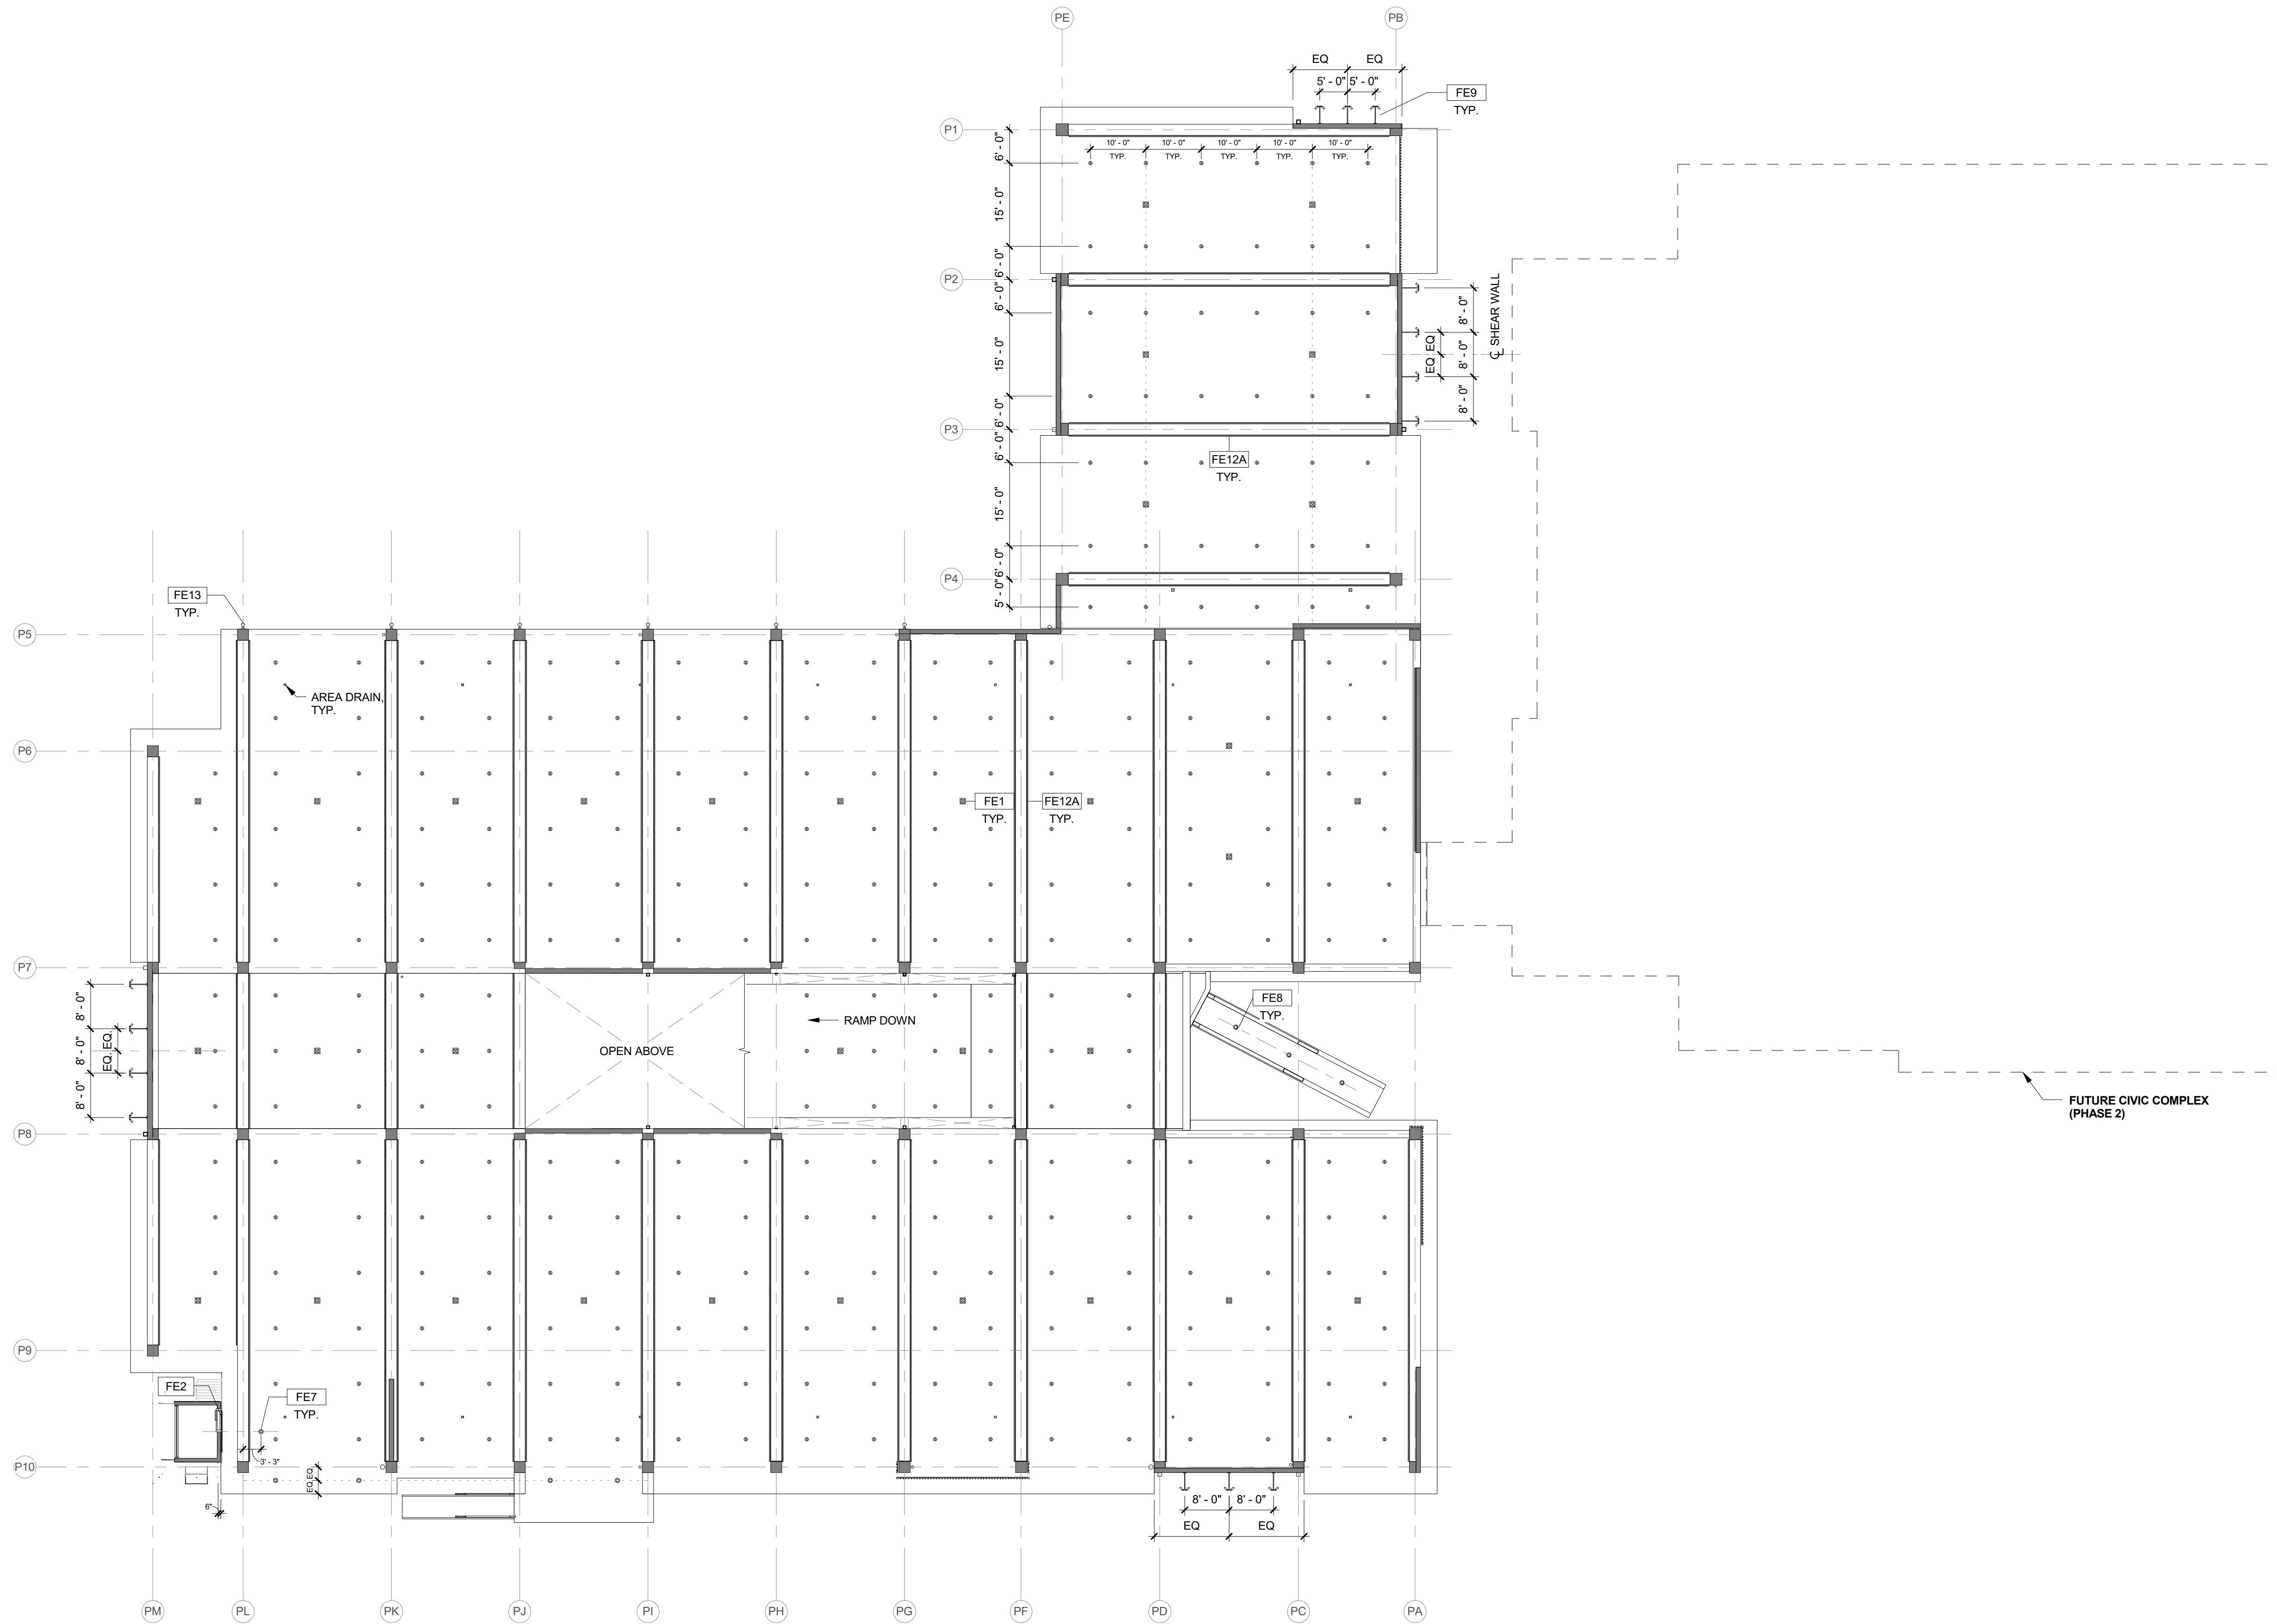 PE
PB
EQ
EQ
5' - 0"
5' - 0"
FE9
TYP.
P1
6' - 0"
10' - 0"
10' - 0"
10' - 0"
10' - 0"
10' - 0"
TYP.
TYP.
TYP.
TYP.
TYP.
15' - 0"
6' - 0"
P2
6' - 0"
8' - 0"
℄ SHEAR WALL
15' - 0"
EQ
EQ
8' - 0"
8' - 0"
6' - 0"
P3
6' - 0"
FE12A
TYP.
15' - 0"
6' - 0"
P4
5' - 0"
FE13
TYP.
P5
AREA DRAIN,
TYP.
P6
FE1
TYP.
FE12A
TYP.
P7
8' - 0"
8' - 0"
8' - 0"
EQ.
EQ.
OPEN ABOVE
RAMP DOWN
FE8
TYP.
FUTURE CIVIC COMPLEX
(PHASE 2)
P8
P9
FE2
FE7
TYP.
3' - 3"
P10
EQ
EQ
6"
8' - 0"
8' - 0"
EQ
EQ
PM
PL
PK
PJ
PI
PH
PG
PF
PD
PC
PA